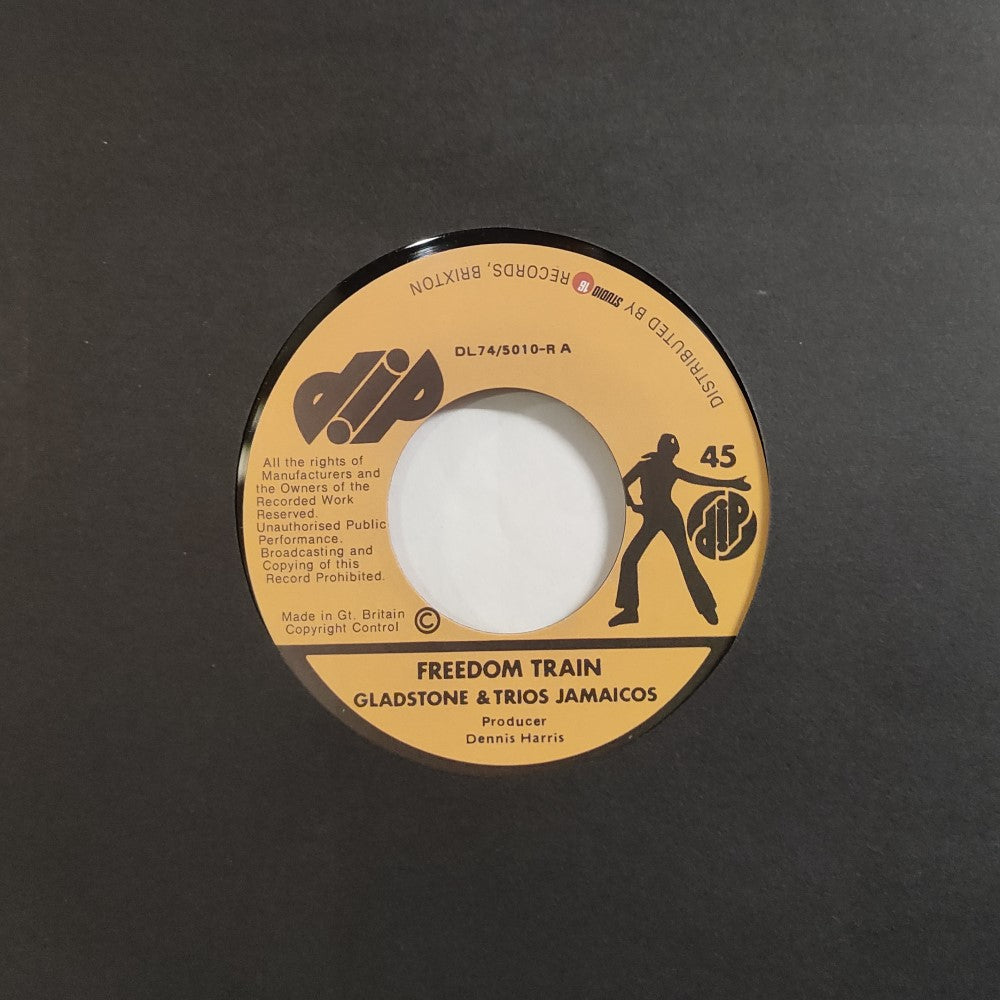 DISTRIBUTED BY STUDIO 16 RECORDS, BRIXTON
DL74/5010-R A
dip
45
dip
All the rights of
Manufacturers and
the Owners of the
Recorded Work
Reserved.
Unauthorised Public
Performance.
Broadcasting and
Copying of this
Record Prohibited.
Made in Gt. Britain
Copyright Control ©
FREEDOM TRAIN
GLADSTONE & TRIOS JAMAICOS
Producer
Dennis Harris